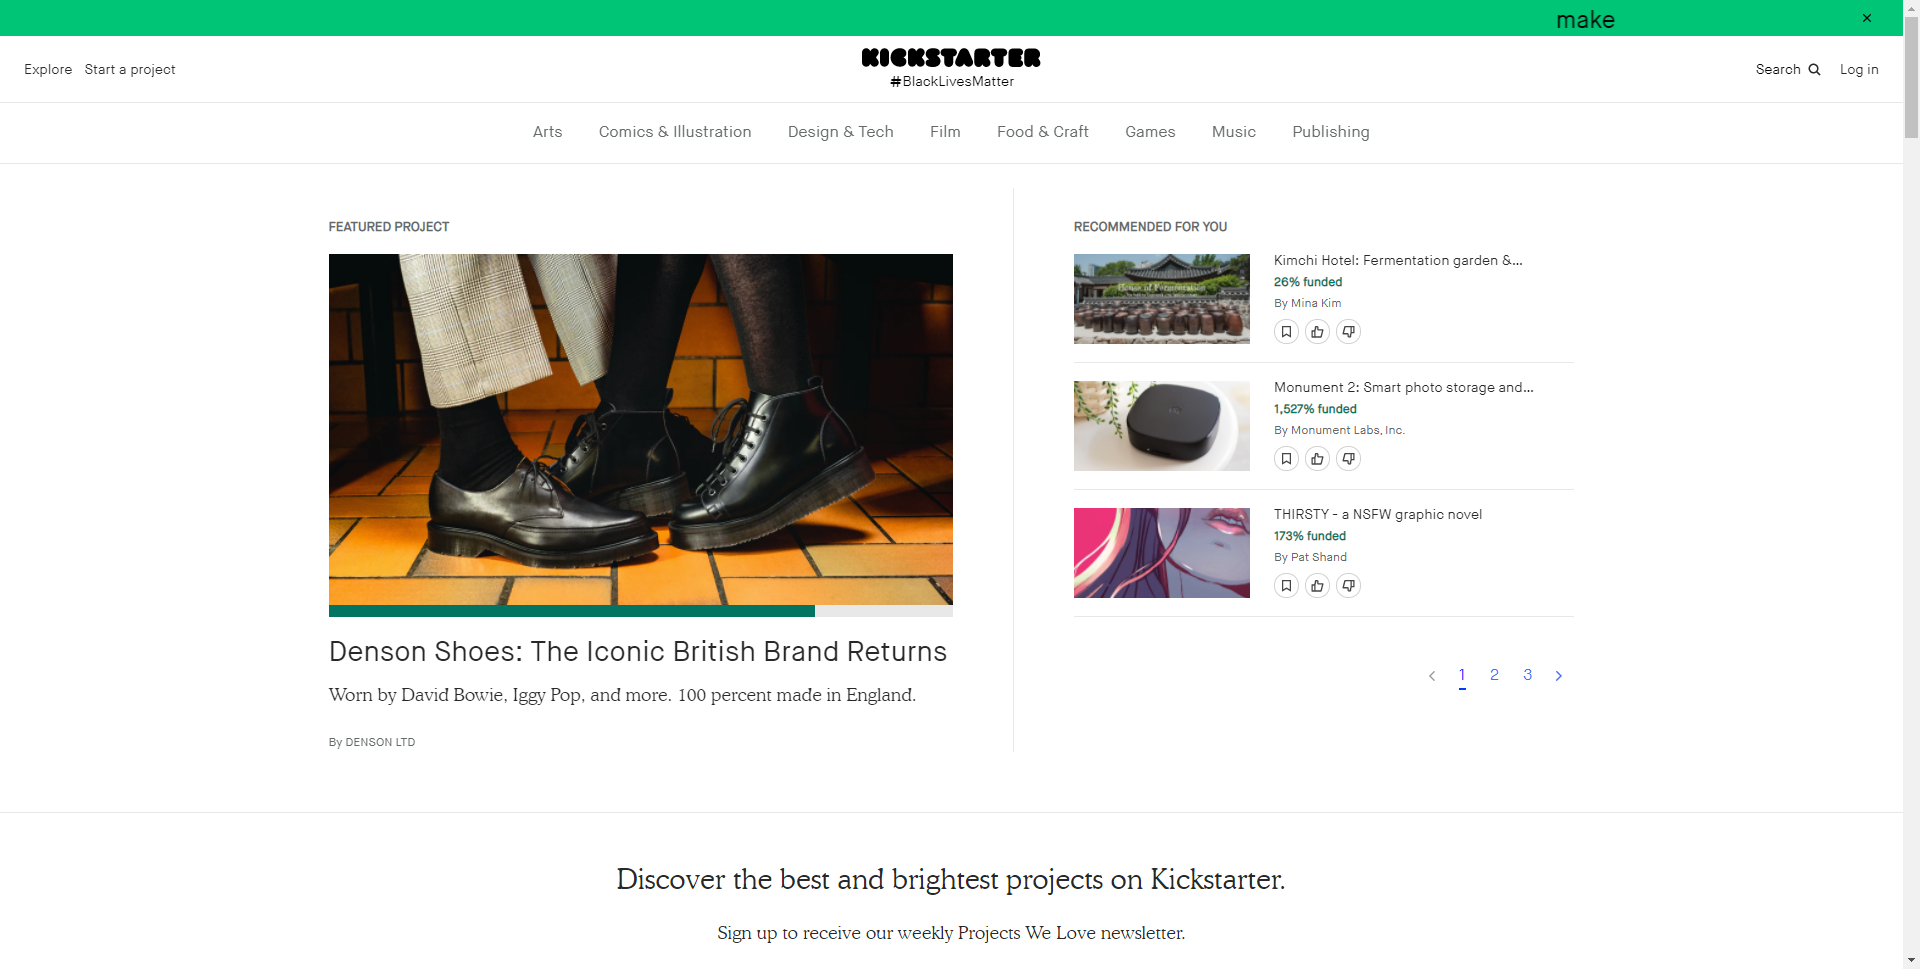 make
×
Explore Start a project
KICKSTARTER
#BlackLivesMatter
Search Log in
Arts Comics & Illustration Design & Tech Film Food & Craft Games Music Publishing
FEATURED PROJECT
Denson Shoes: The Iconic British Brand Returns
Worn by David Bowie, Iggy Pop, and more. 100 percent made in England.
By DENSON LTD
RECOMMENDED FOR YOU
House of Fermentation
Kimchi Hotel: Fermentation garden &...
26% funded
By Mina Kim
Monument 2: Smart photo storage and...
1,527% funded
By Monument Labs, Inc.
THIRSTY - a NSFW graphic novel
173% funded
By Pat Shand
1 2 3
Discover the best and brightest projects on Kickstarter.
Sign up to receive our weekly Projects We Love newsletter.